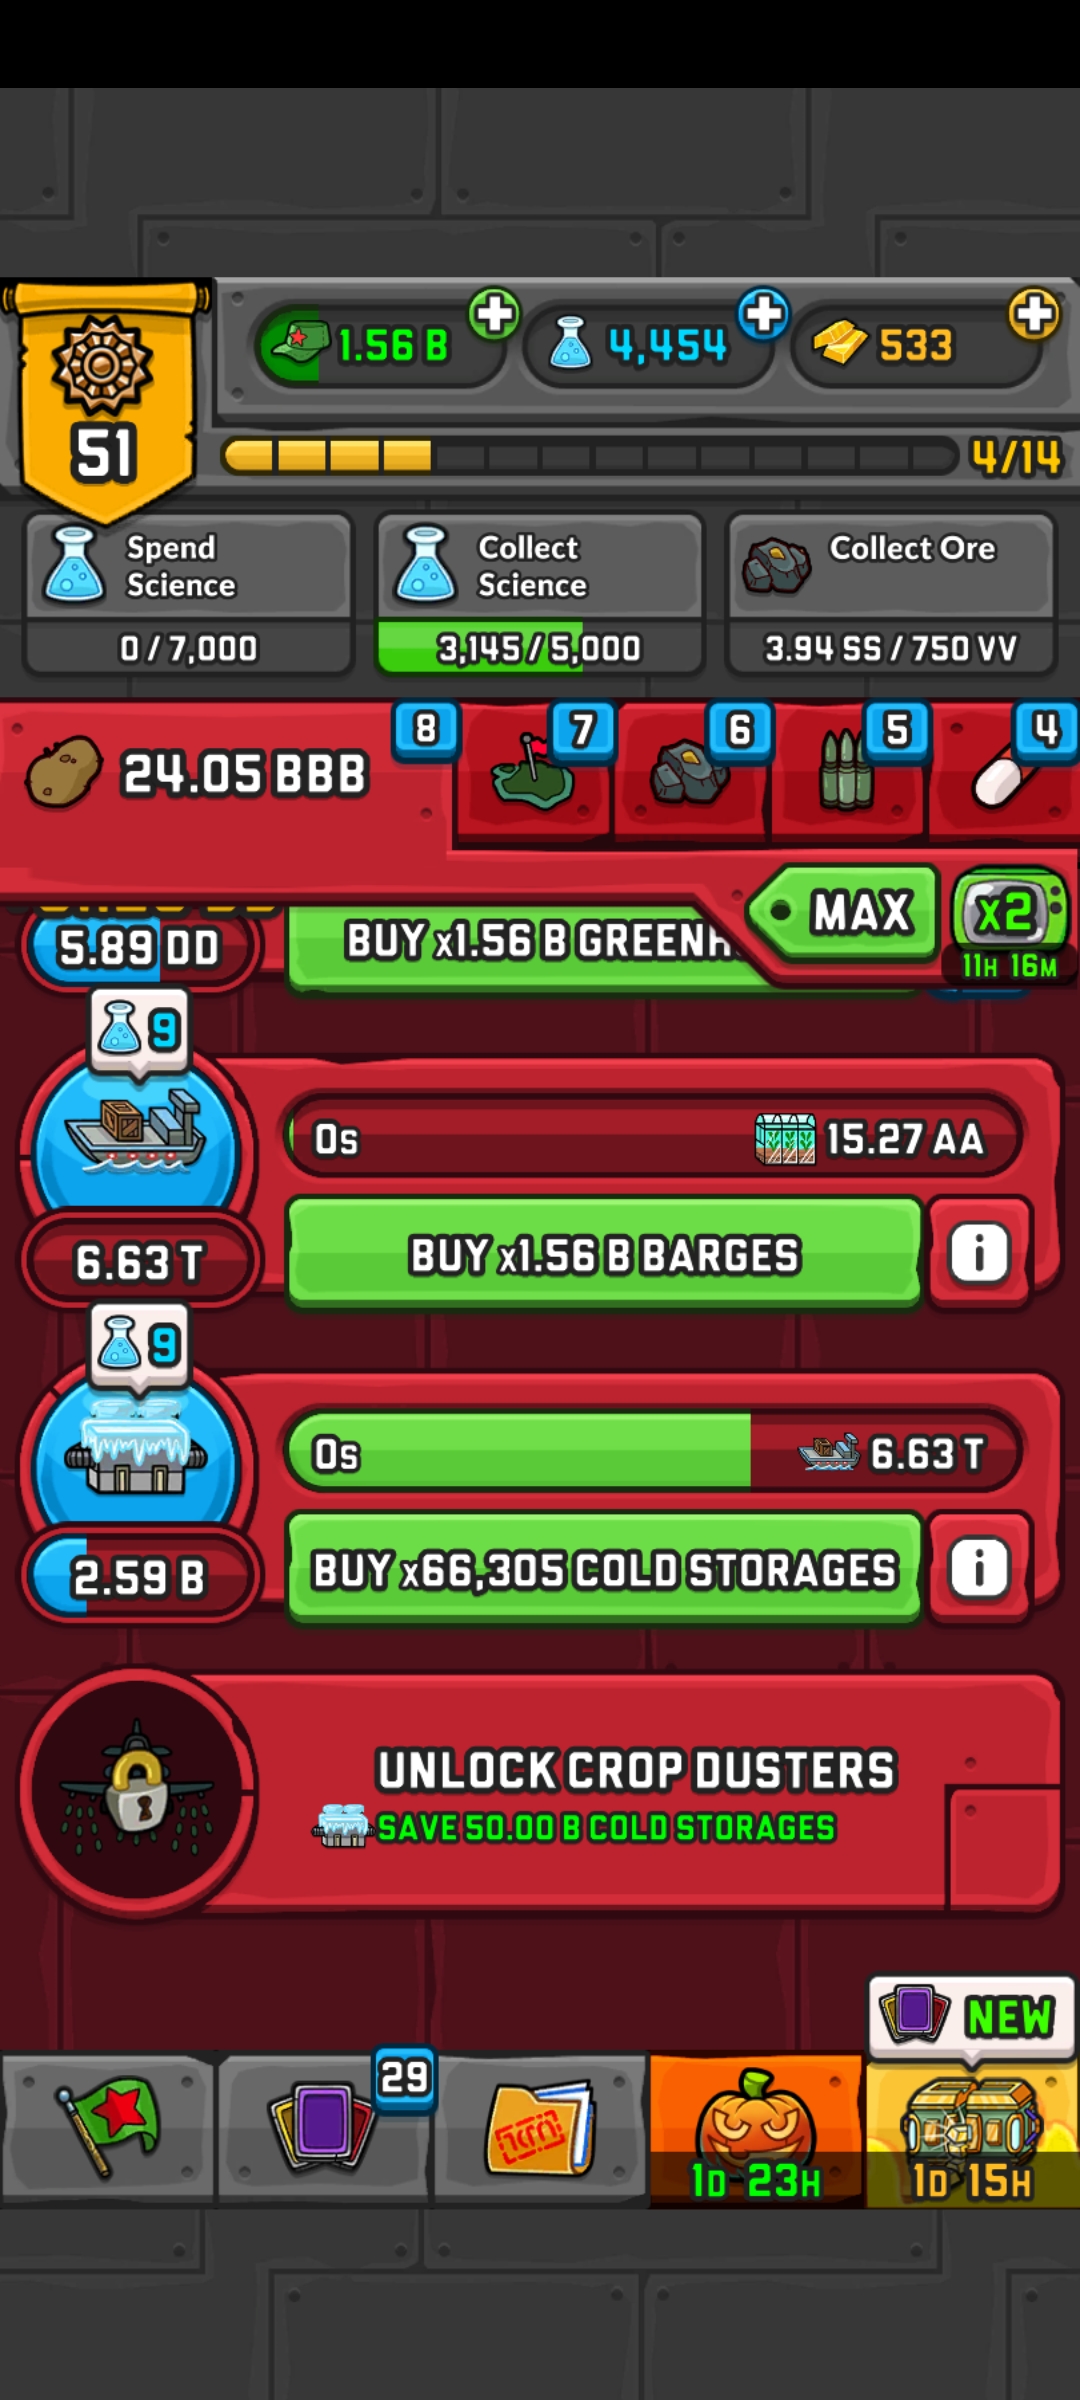 1.56 B
4,454
533
51
4/14
Spend
Science
Collect
Science
Collect Ore
0 / 7,000
3,145 / 5,000
3.94 SS / 750 VV
24.05 BBB
8
7
6
5
4
MAX
x2
11H 16M
5.89 DD
BUY x1.56 B GREENH
9
0s
15.27 AA
6.63 T
BUY x1.56 B BARGES
i
9
0s
6.63 T
2.59 B
BUY x66,305 COLD STORAGES
i
UNLOCK CROP DUSTERS
SAVE 50.00 B COLD STORAGES
NEW
29
1D 23H
1D 15H